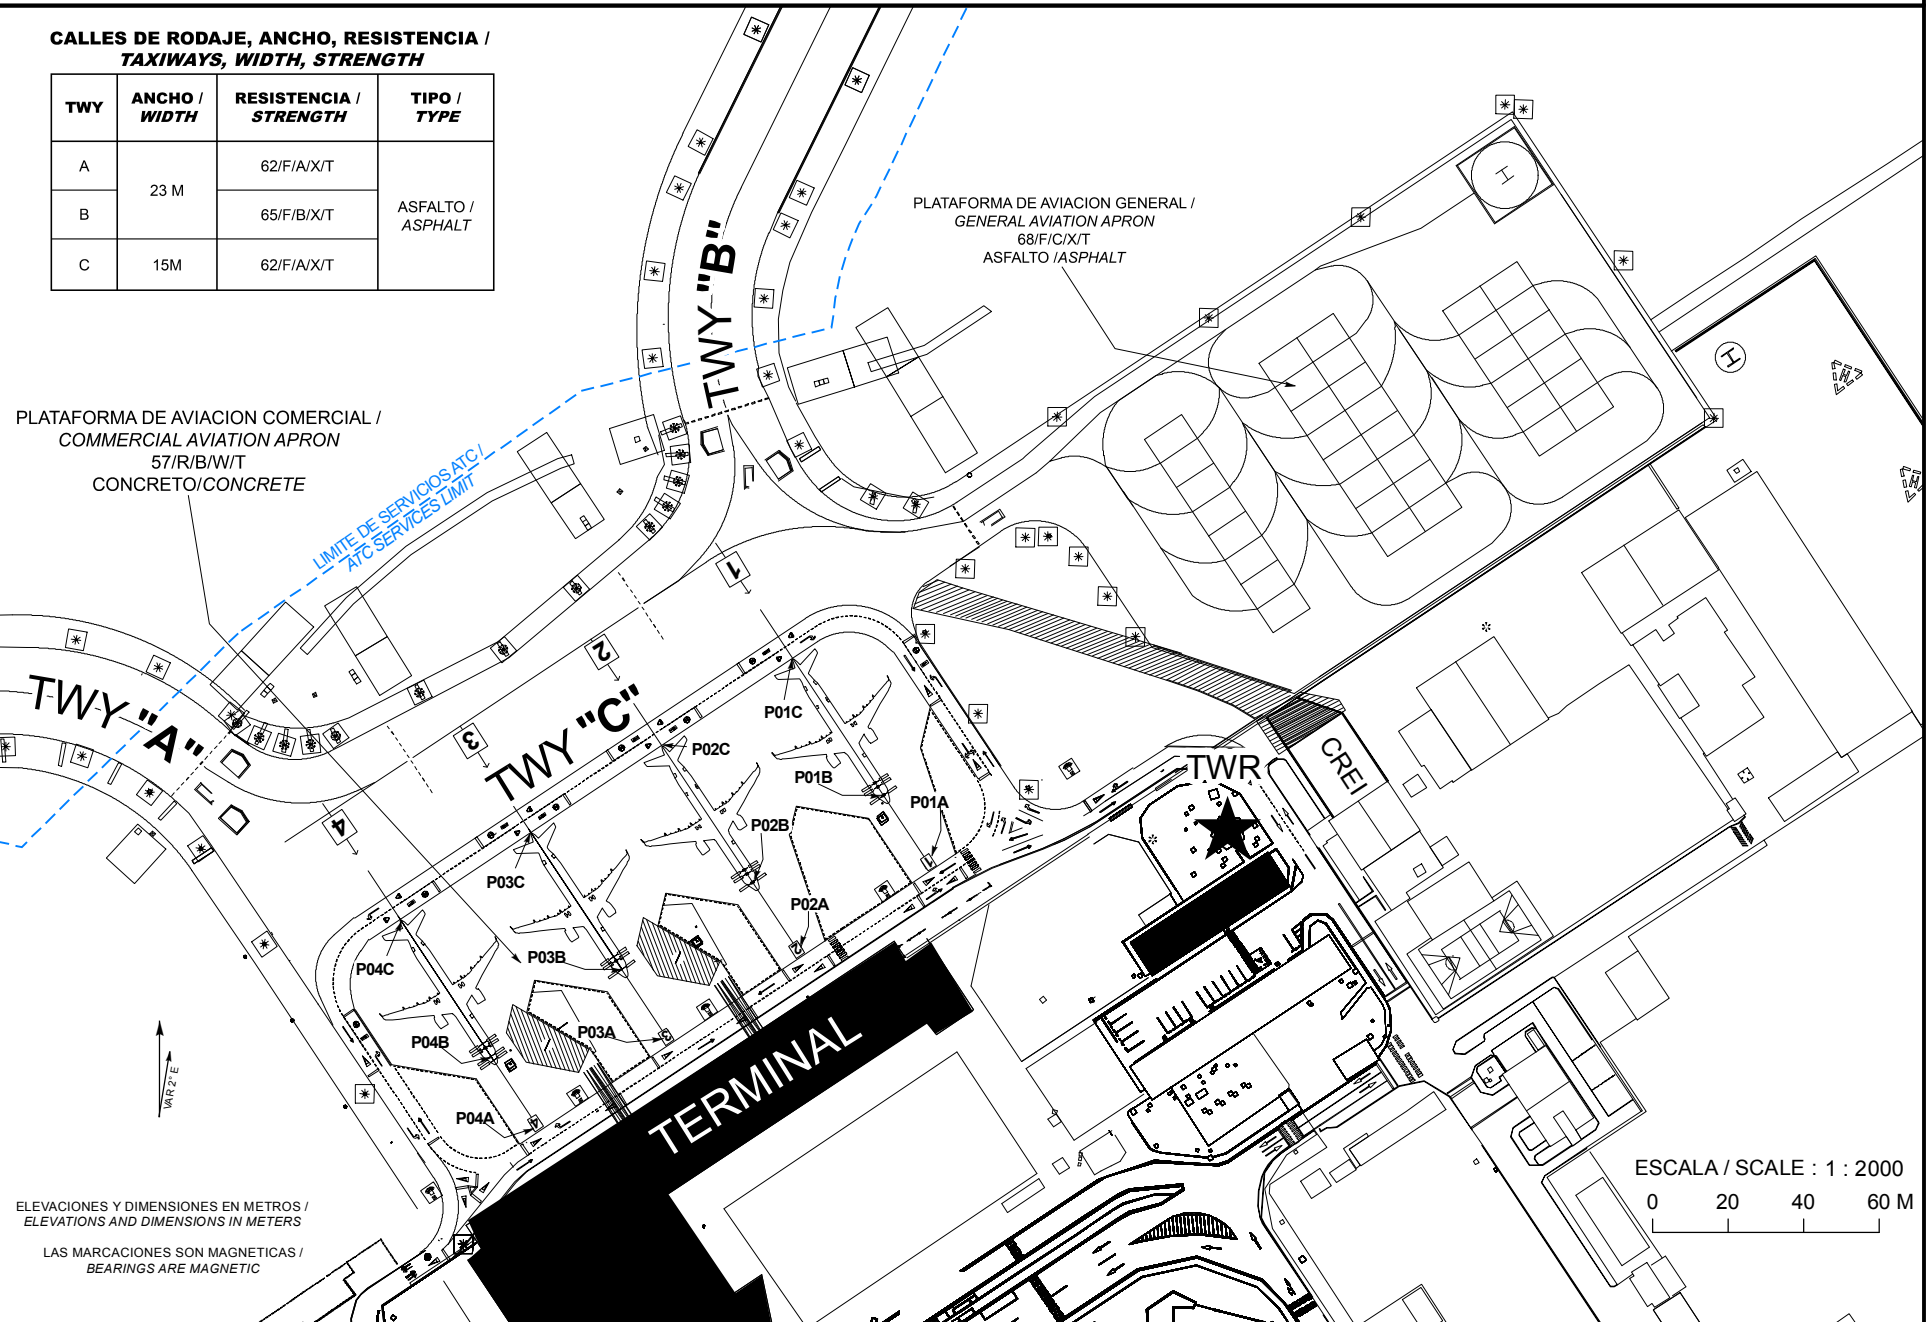 CALLES DE RODAJE, ANCHO, RESISTENCIA /
TAXIWAYS, WIDTH, STRENGTH
TWY
ANCHO /
WIDTH
RESISTENCIA /
STRENGTH
TIPO /
TYPE
A
23 M
62/F/A/X/T
ASFALTO /
ASPHALT
B
65/F/B/X/T
C
15M
62/F/A/X/T
PLATAFORMA DE AVIACION GENERAL /
GENERAL AVIATION APRON
68/F/C/X/T
ASFALTO /ASPHALT
TWY "B"
PLATAFORMA DE AVIACION COMERCIAL /
COMMERCIAL AVIATION APRON
57/R/B/W/T
CONCRETO/CONCRETE
LIMITE DE SERVICIOS ATC /
ATC SERVICES LIMIT
H
H
H
H
1
2
3
4
TWY "A"
TWY "C"
P01C
P02C
P01B
P01A
P02B
P03C
P02A
P04C
P03B
P03A
P04B
P04A
1
2
3
4
TWR
CREI
TERMINAL
VAR 2° E
ELEVACIONES Y DIMENSIONES EN METROS /
ELEVATIONS AND DIMENSIONS IN METERS
LAS MARCACIONES SON MAGNETICAS /
BEARINGS ARE MAGNETIC
ESCALA / SCALE : 1 : 2000
0 20 40 60 M